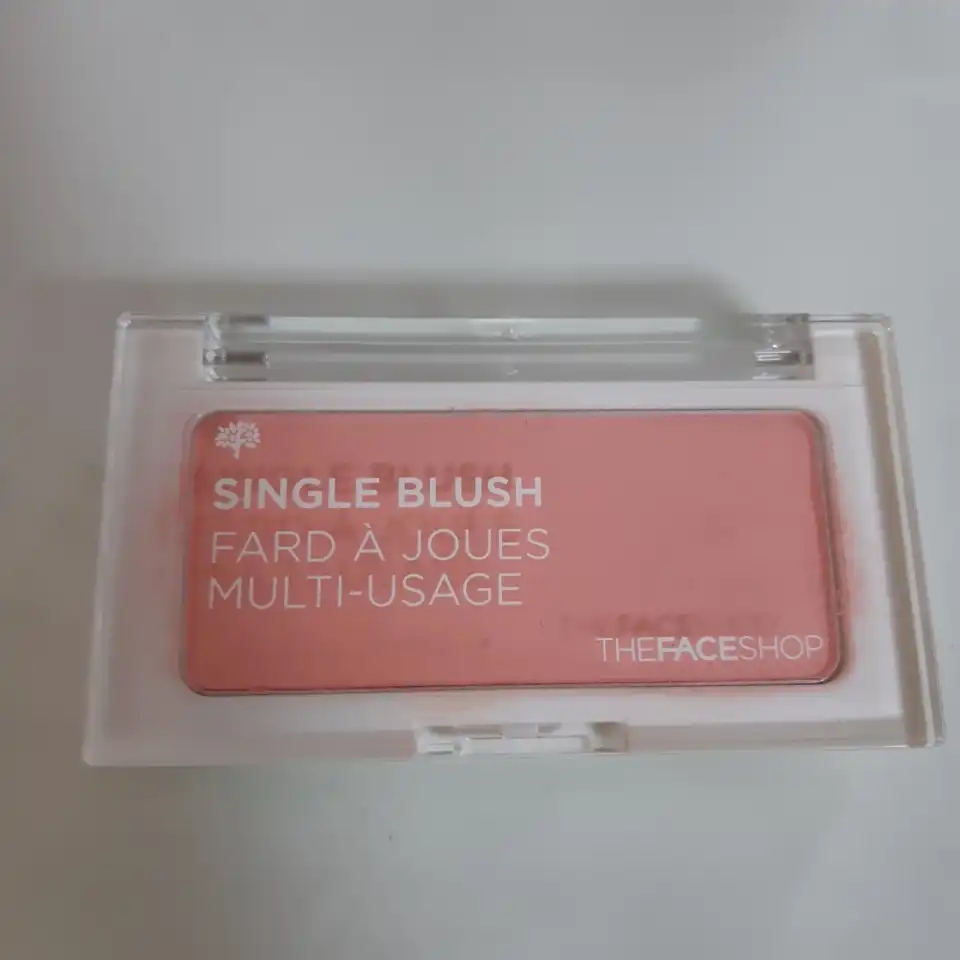 SINGLE BLUSH
FARD À JOUES
MULTI-USAGE
THEFACESHOP